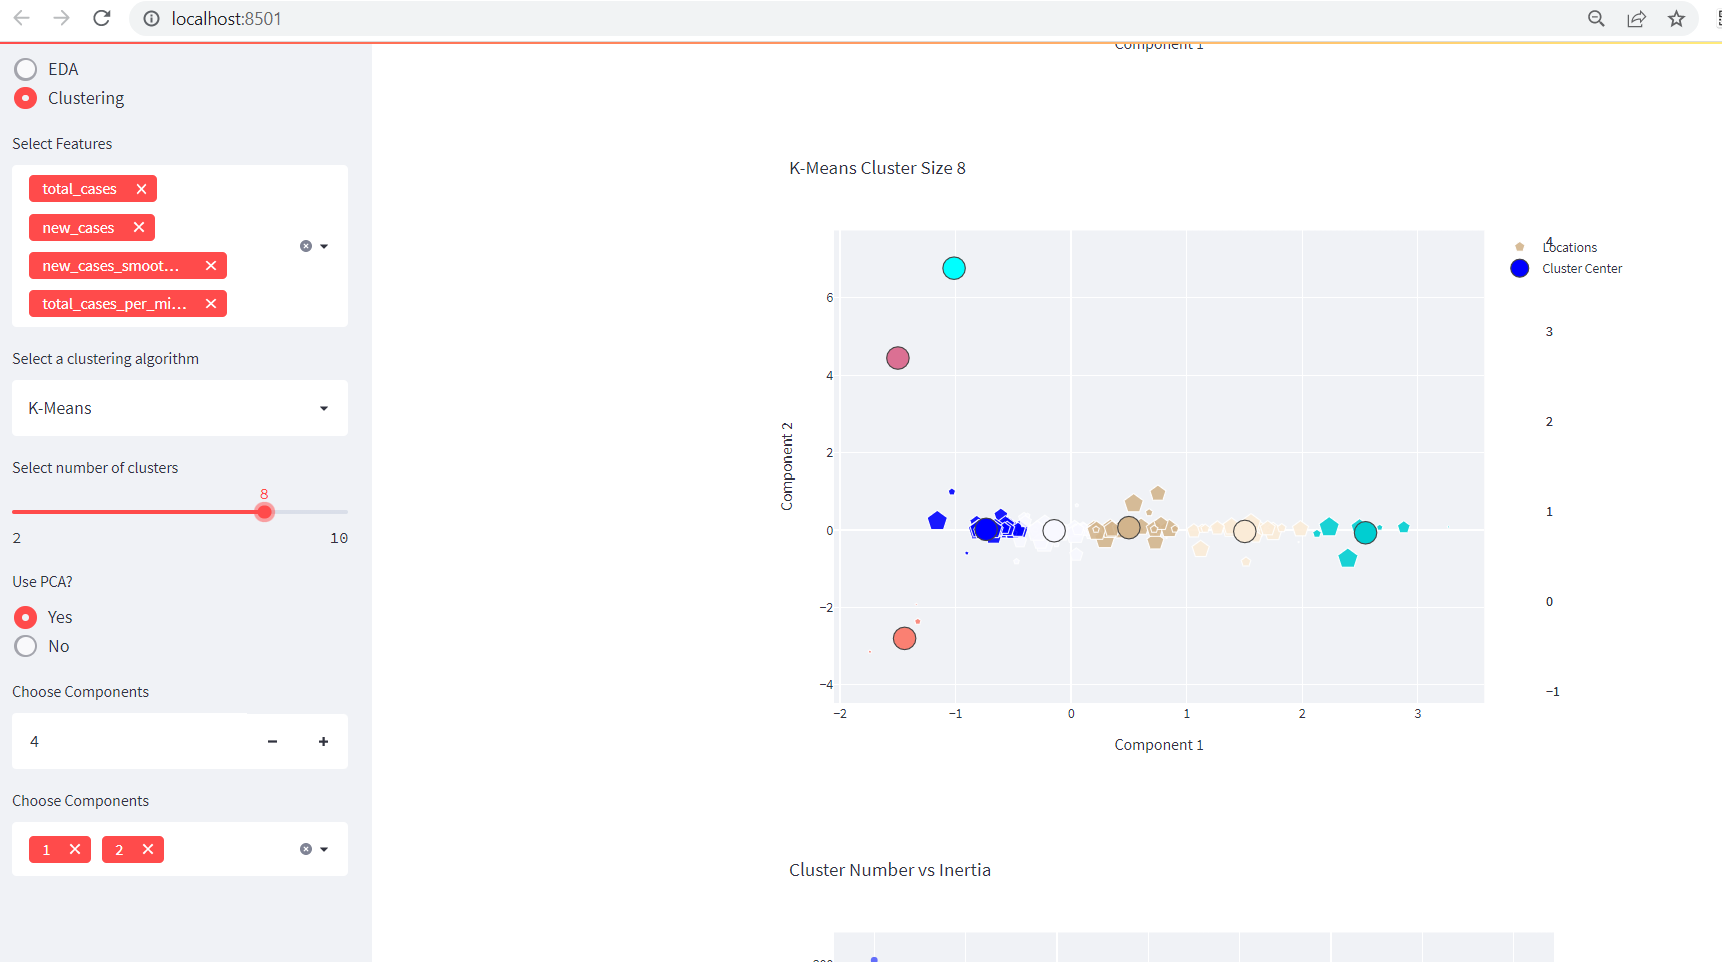 localhost:8501
EDA
Clustering
Select Features
total_cases
new_cases
new_cases_smoot...
total_cases_per_mi...
Select a clustering algorithm
K-Means
Select number of clusters
8
2 10
Use PCA?
Yes
No
Choose Components
4
Choose Components
1 2
Component 1
K-Means Cluster Size 8
Component 2
6
4
2
0
−2
−4
−2 −1 0 1 2 3
Component 1
Locations
Cluster Center
4
3
2
1
0
−1
Cluster Number vs Inertia